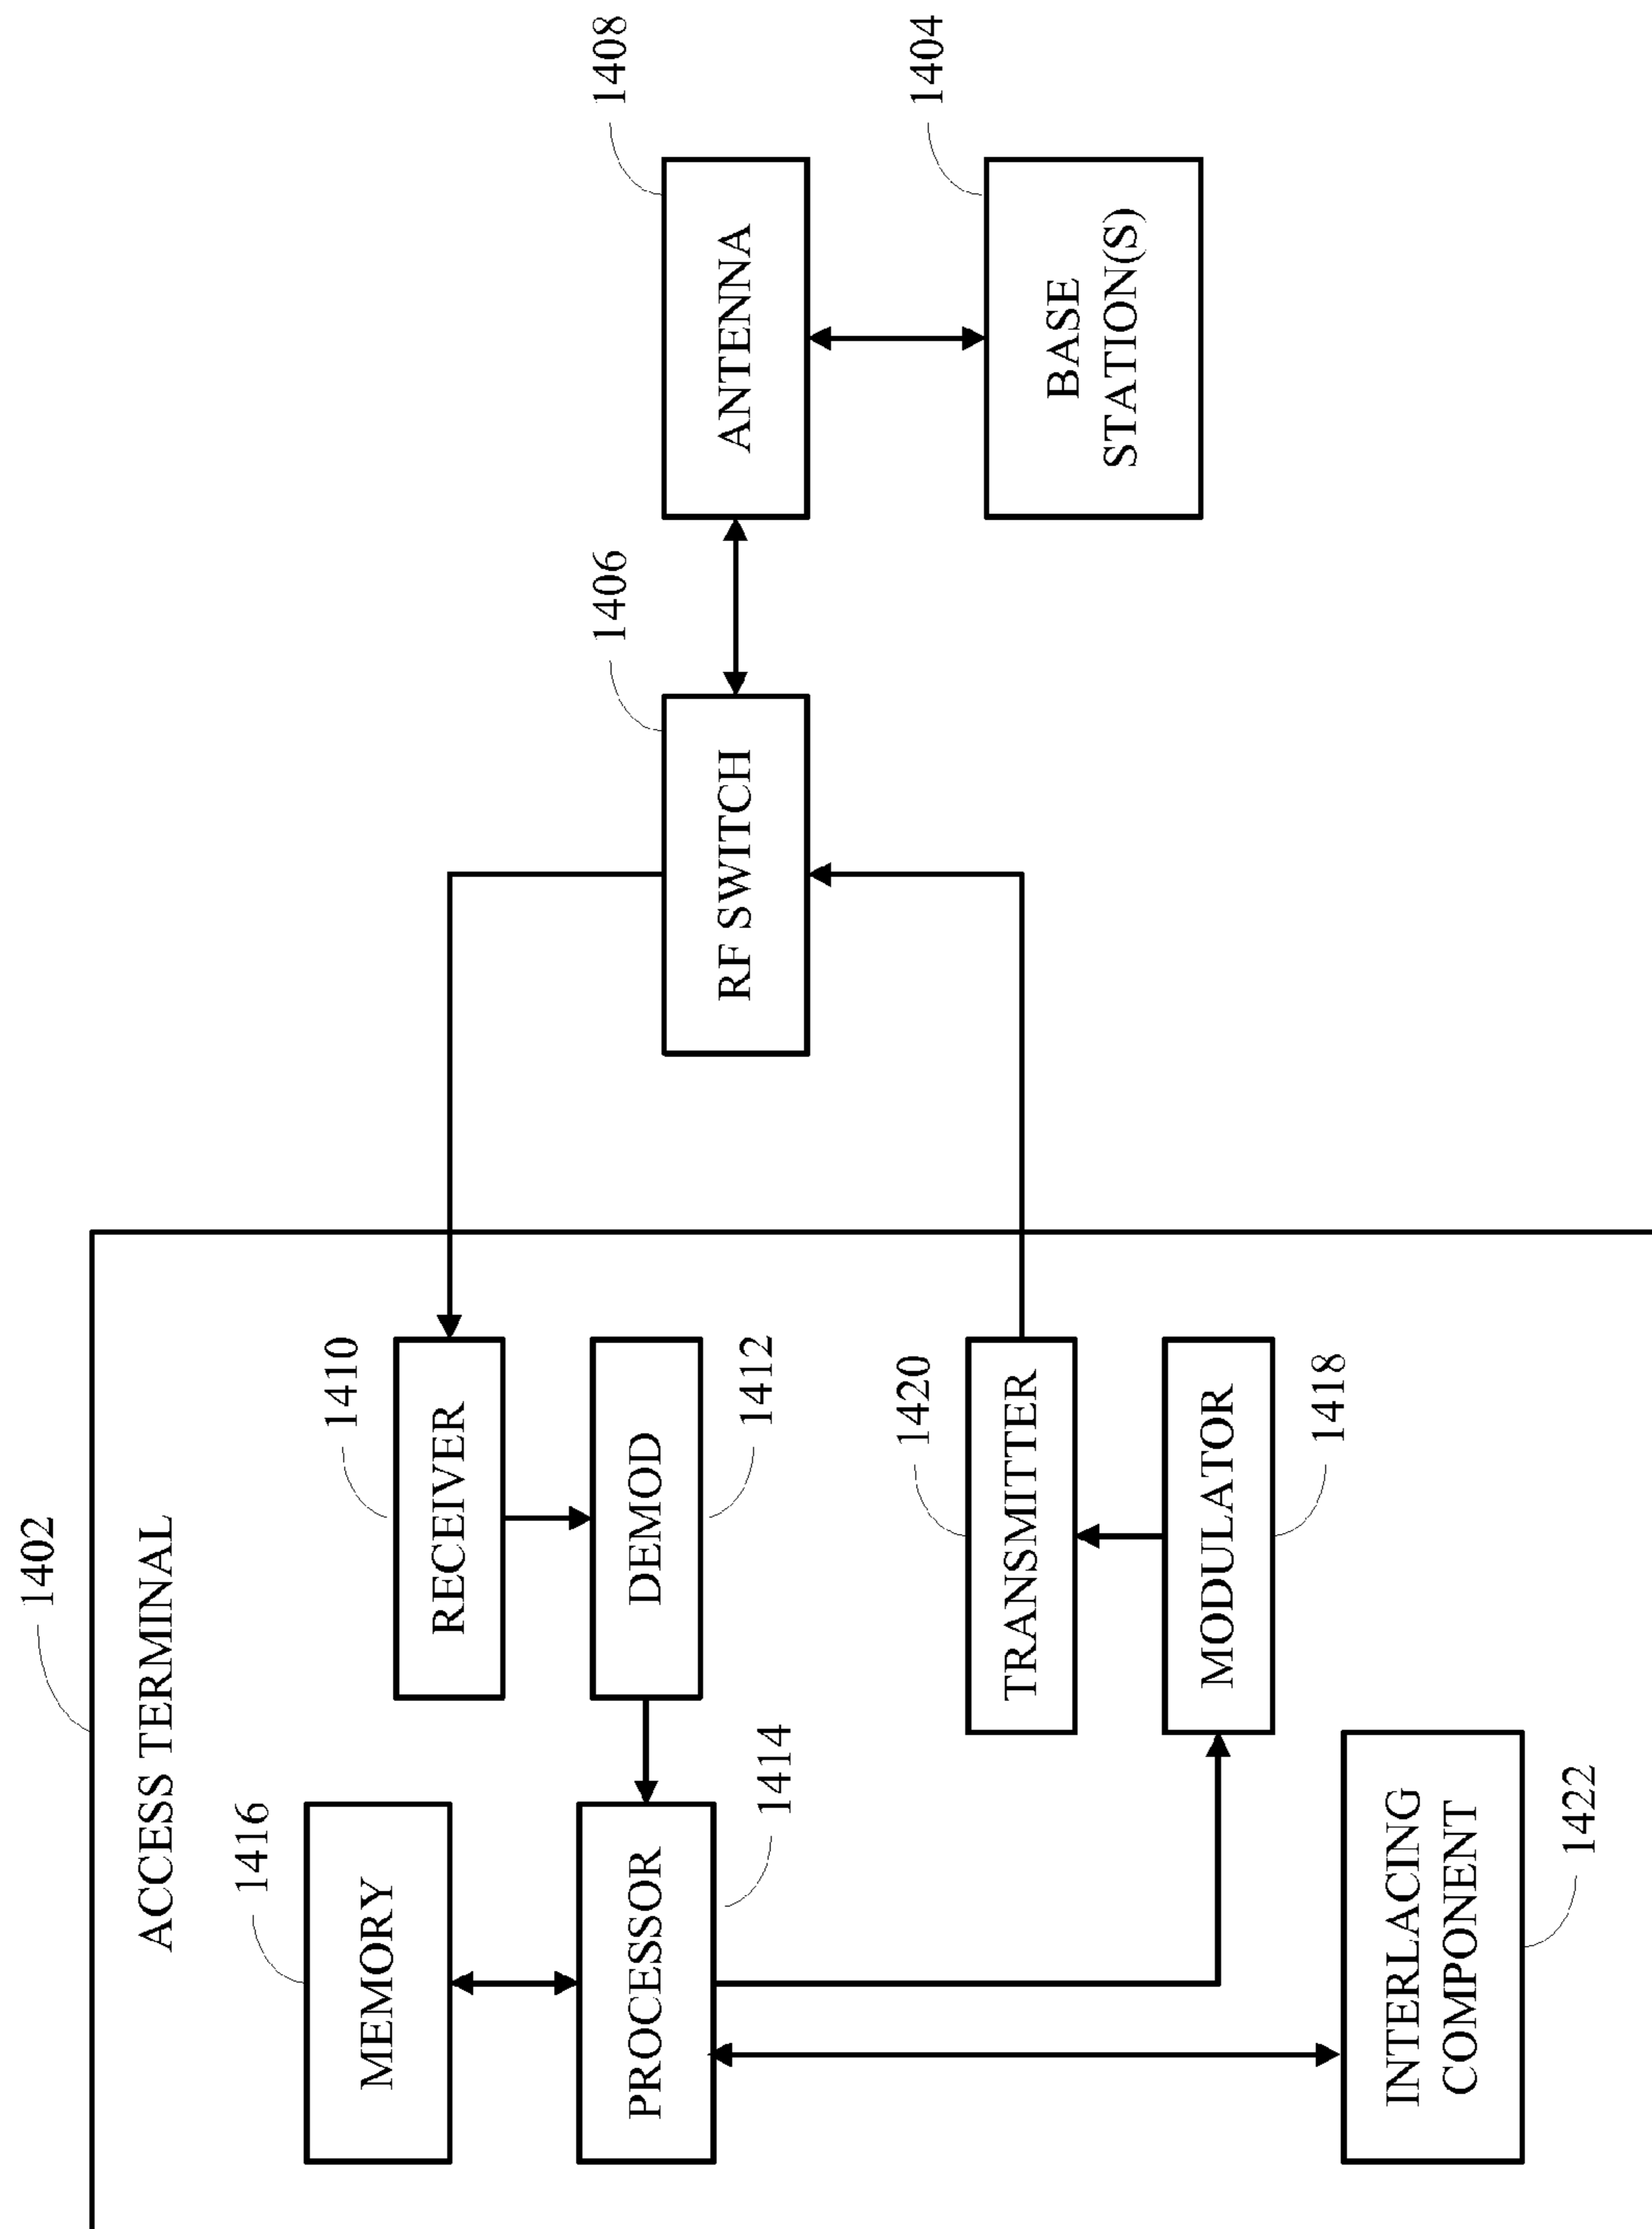 1402
ACCESS TERMINAL
1416
MEMORY
1410
RECEIVER
1414
PROCESSOR
DEMOD
1412
1406
RF SWITCH
1408
ANTENNA
1404
BASE
STATION(S)
1420
TRANSMITTER
MODULATOR
1418
INTERLACING
COMPONENT
1422